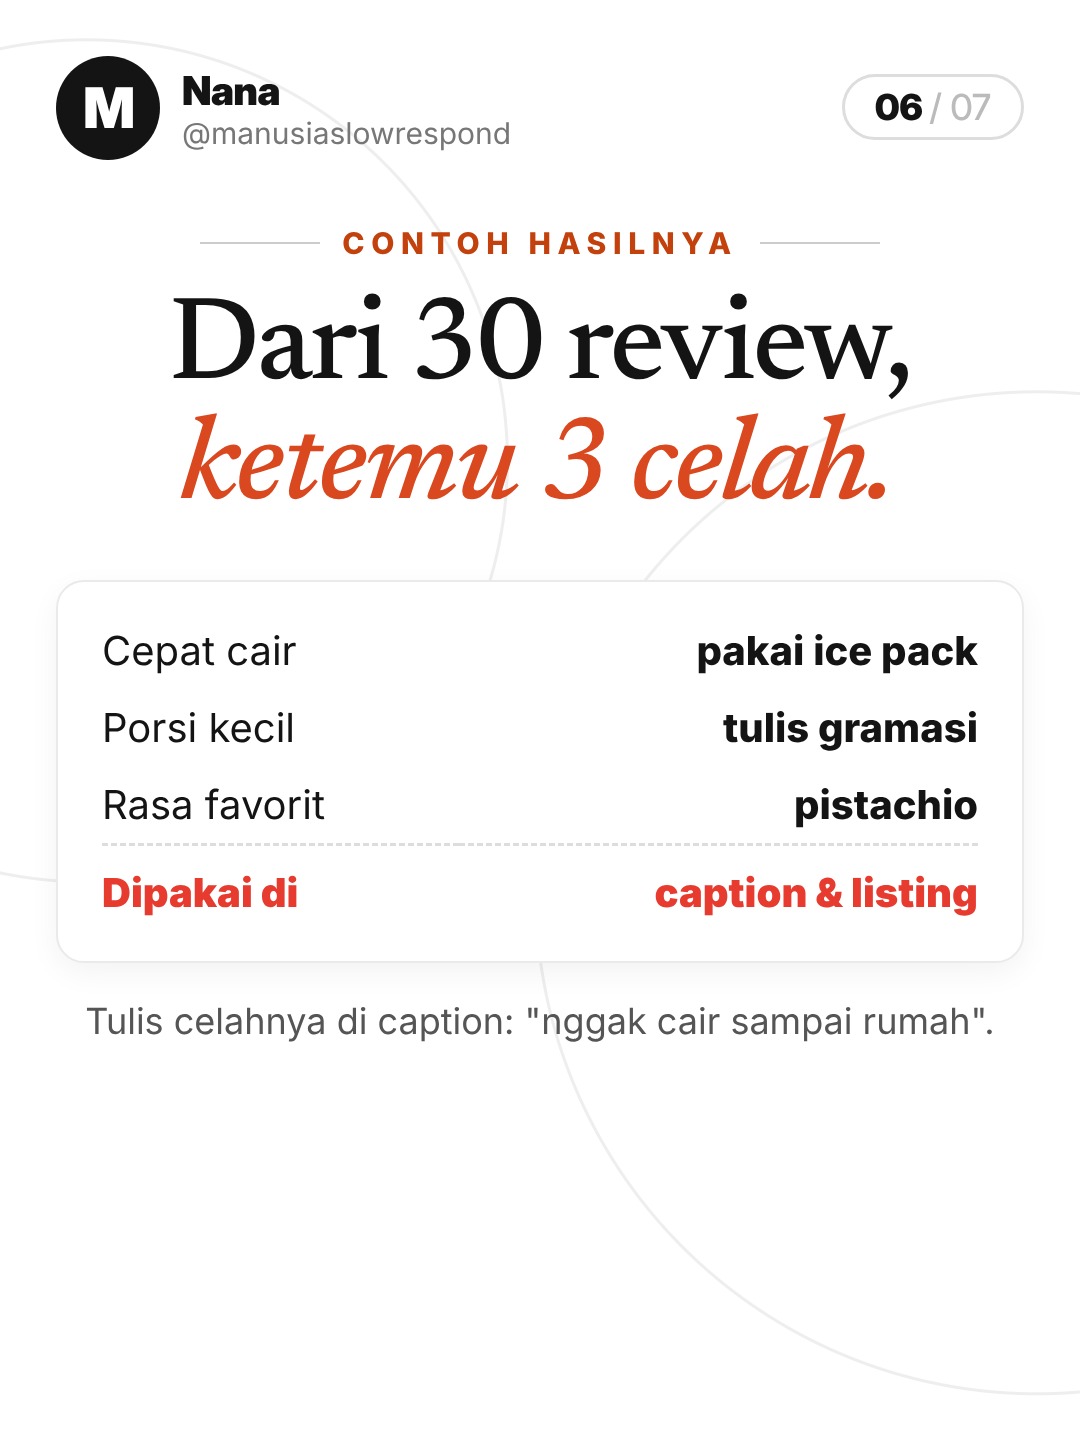 M
Nana
@manusiaslowrespond
06 / 07
CONTOH HASILNYA
Dari 30 review,
ketemu 3 celah.
Cepat cair pakai ice pack
Porsi kecil tulis gramasi
Rasa favorit pistachio
Dipakai di caption & listing
Tulis celahnya di caption: "nggak cair sampai rumah".